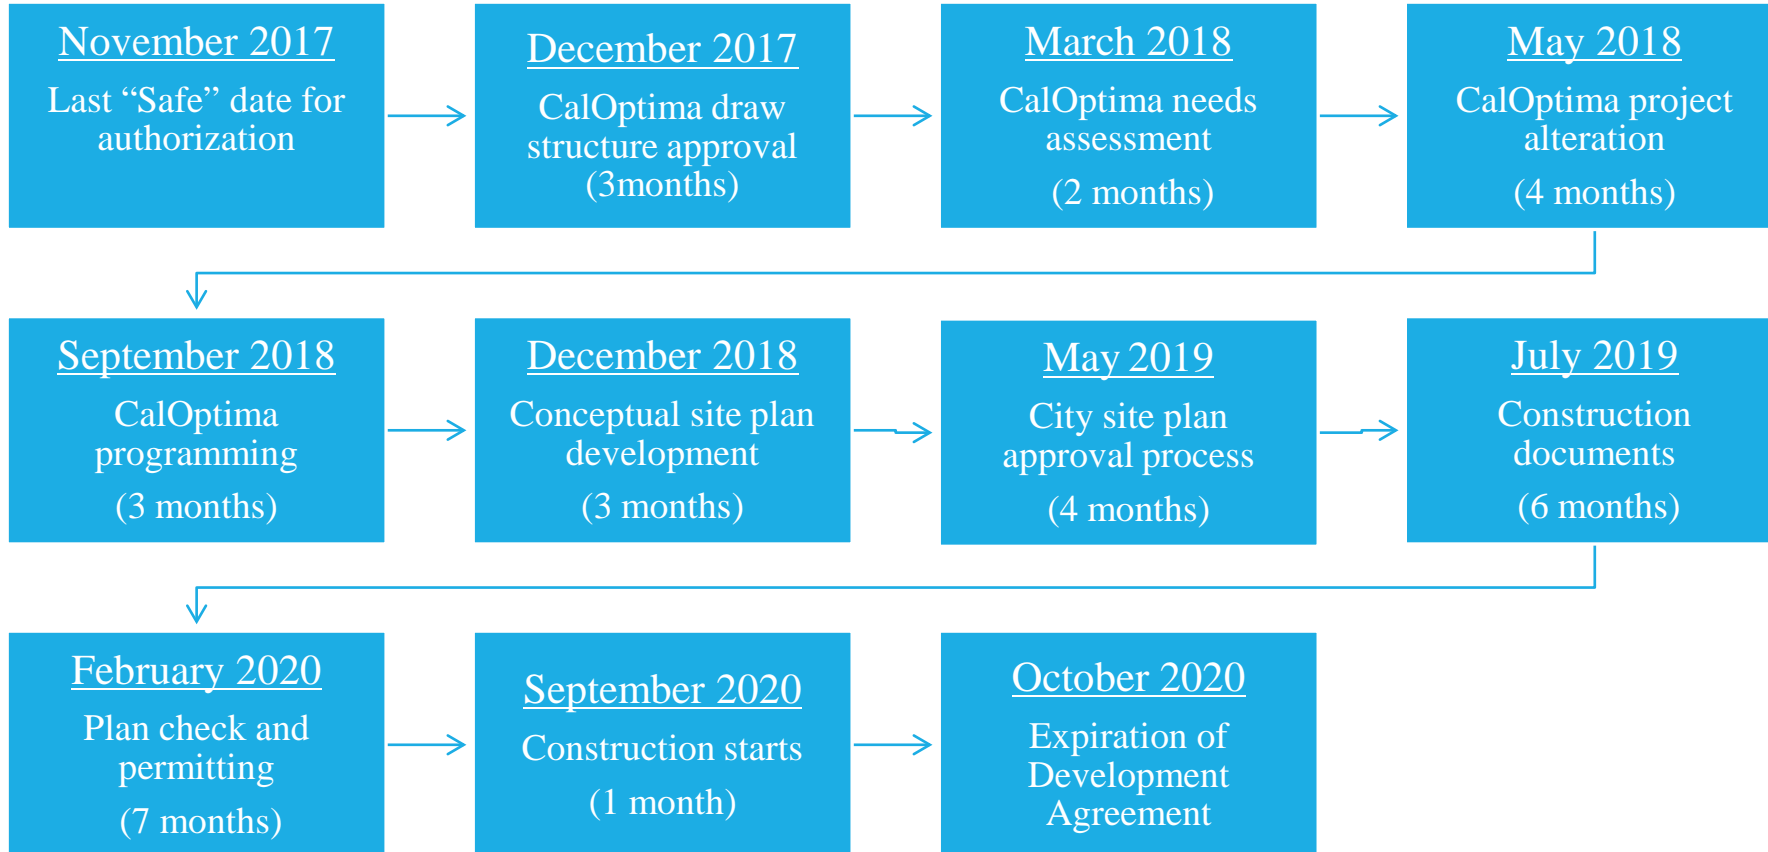 November 2017
Last “Safe” date for
authorization
December 2017
CalOptima draw
structure approval
(3months)
March 2018
CalOptima needs
assessment
(2 months)
May 2018
CalOptima project
alteration
(4 months)
September 2018
CalOptima
programming
(3 months)
December 2018
Conceptual site plan
development
(3 months)
May 2019
City site plan
approval process
(4 months)
July 2019
Construction
documents
(6 months)
February 2020
Plan check and
permitting
(7 months)
September 2020
Construction starts
(1 month)
October 2020
Expiration of
Development
Agreement